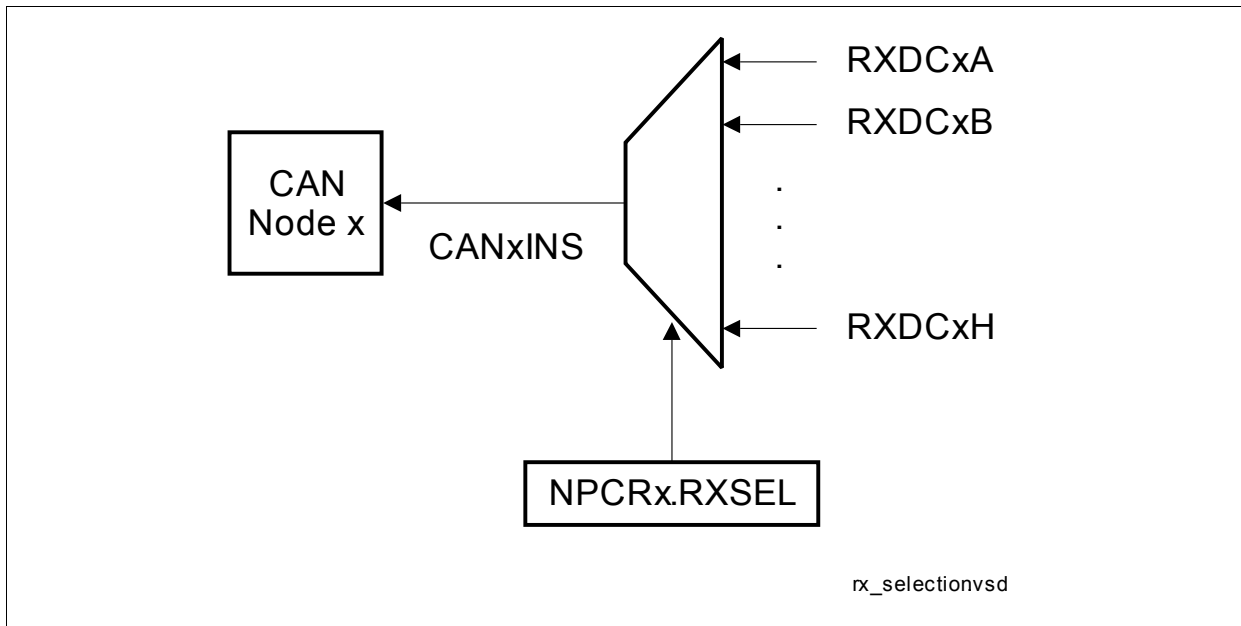 RXDCxA
RXDCxB
.
.
.
RXDCxH
CAN
Node x
CANxINS
NPCRx.RXSEL
rx_selectionvsd